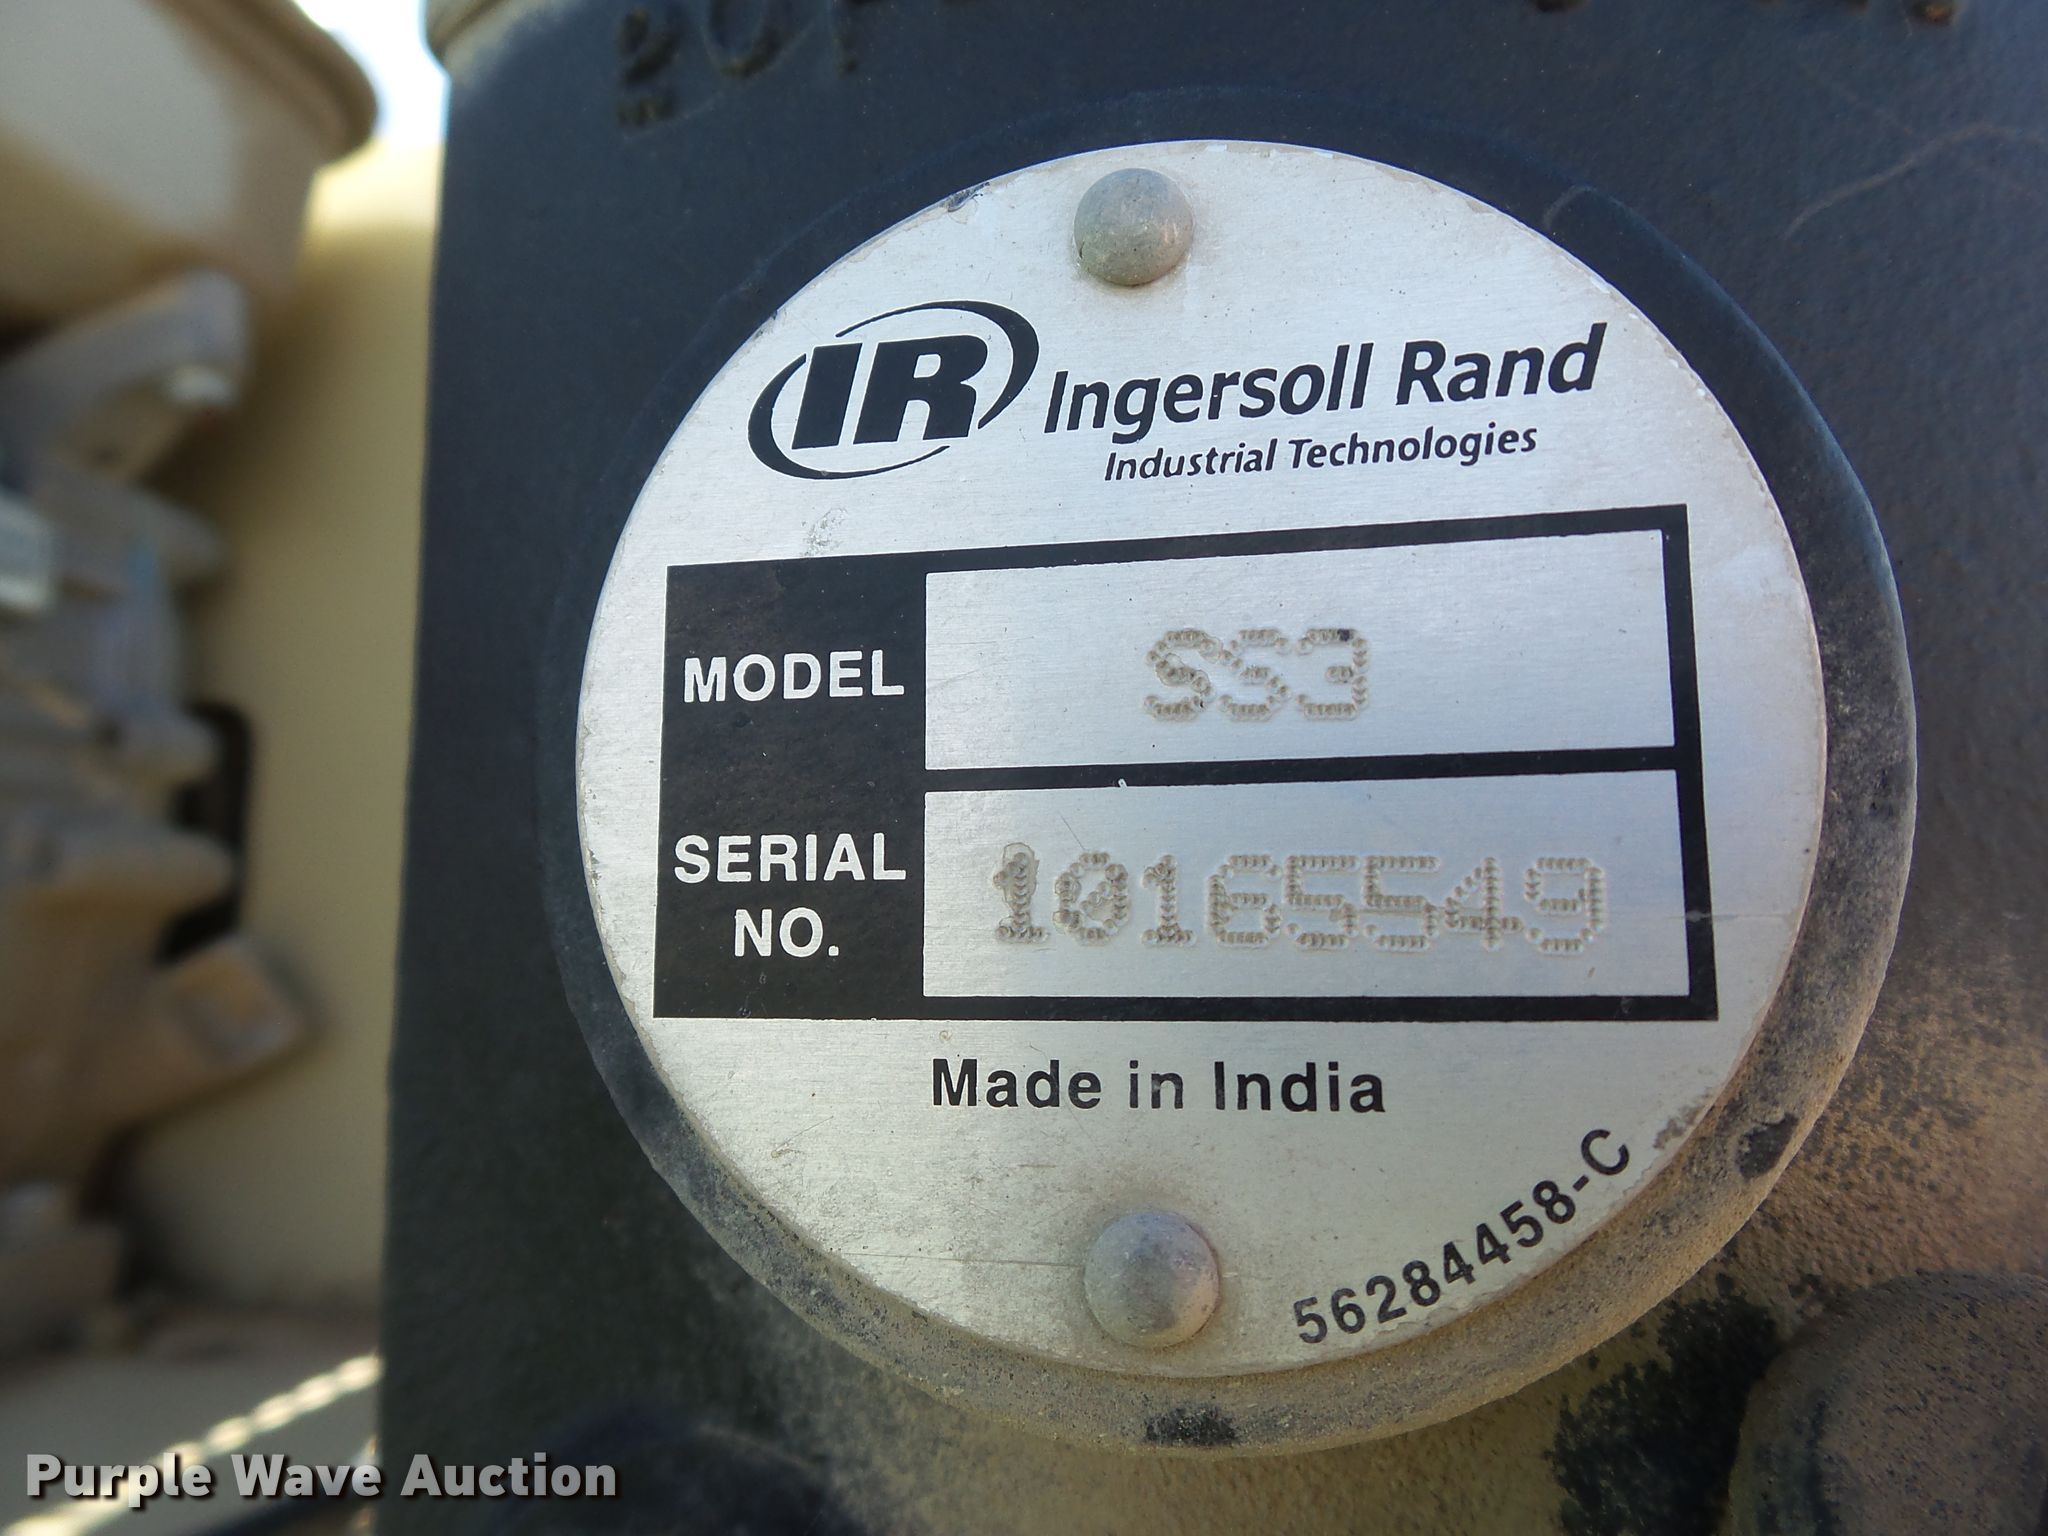 IR Ingersoll Rand
Industrial Technologies
MODEL SS3
SERIAL NO. 10165549
Made in India
56284458-C
Purple Wave Auction